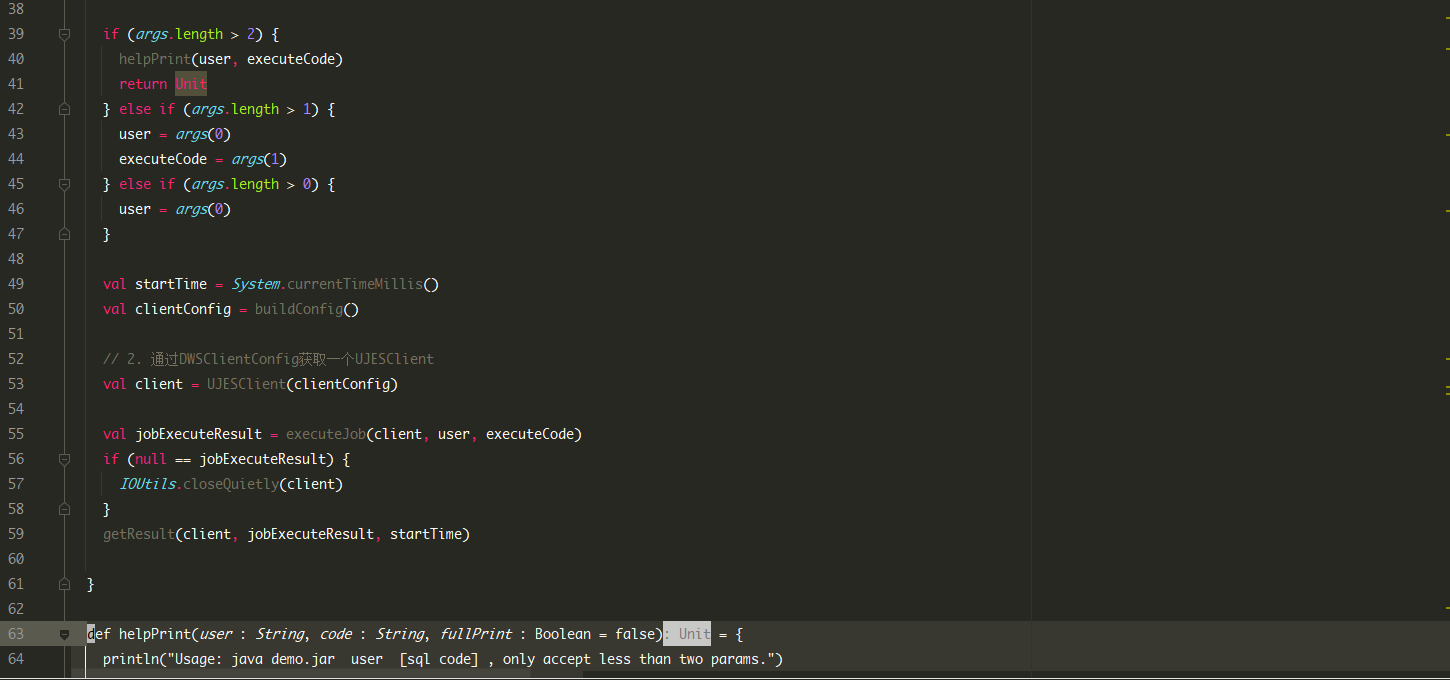 38
39 if (args.length > 2) {
40 helpPrint(user, executeCode)
41 return Unit
42 } else if (args.length > 1) {
43 user = args(0)
44 executeCode = args(1)
45 } else if (args.length > 0) {
46 user = args(0)
47 }
48
49 val startTime = System.currentTimeMillis()
50 val clientConfig = buildConfig()
51
52 // 2. 通过DWSClientConfig获取一个UJESClient
53 val client = UJESClient(clientConfig)
54
55 val jobExecuteResult = executeJob(client, user, executeCode)
56 if (null == jobExecuteResult) {
57 IOUtils.closeQuietly(client)
58 }
59 getResult(client, jobExecuteResult, startTime)
60
61 }
62
63 def helpPrint(user : String, code : String, fullPrint : Boolean = false): Unit = {
64 println("Usage: java demo.jar  user  [sql code] , only accept less than two params.")